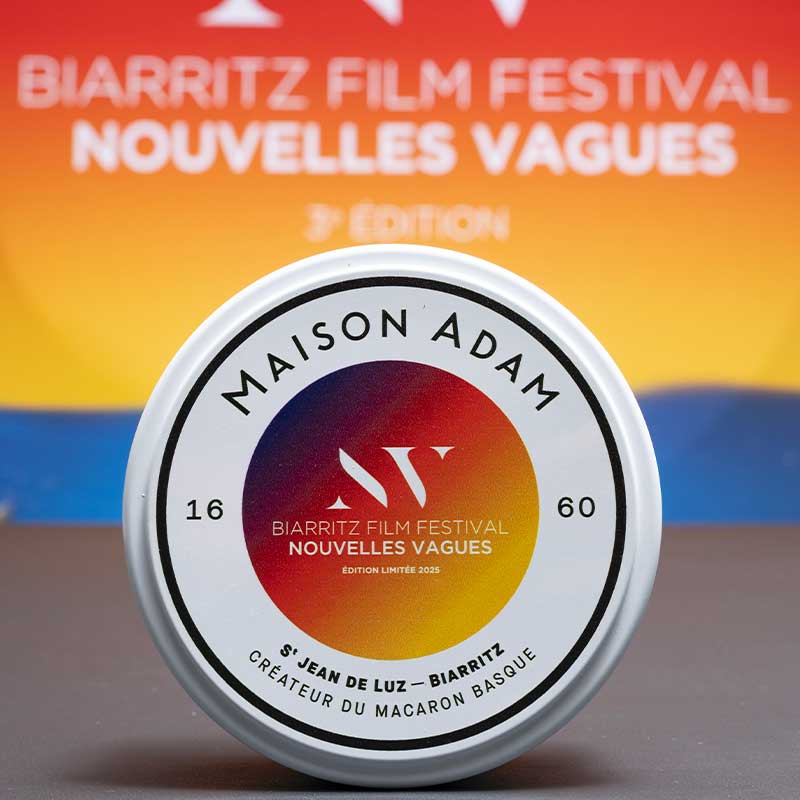 NV
BIARRITZ FILM FESTIVAL
NOUVELLES VAGUES
3e ÉDITION
MAISON ADAM
16 60
NV
BIARRITZ FILM FESTIVAL
NOUVELLES VAGUES
ÉDITION LIMITÉE 2025
St JEAN DE LUZ — BIARRITZ
CRÉATEUR DU MACARON BASQUE